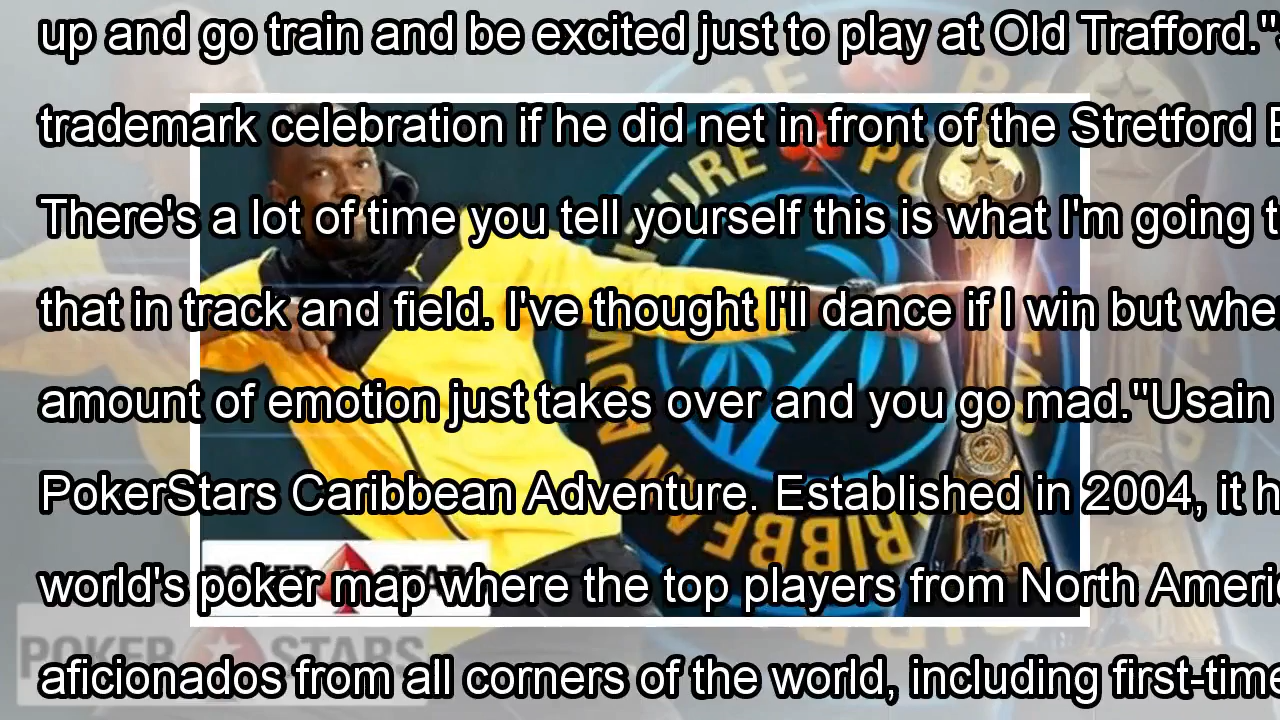 up and go train and be excited just to play at Old Trafford."
trademark celebration if he did net in front of the Stretford
There's a lot of time you tell yourself this is what I'm going
that in track and field. I've thought I'll dance if I win but
amount of emotion just takes over and you go mad."Usain
PokerStars Caribbean Adventure. Established in 2004, it
world's poker map where the top players from North
aficionados from all corners of the world, including
POKER STARS